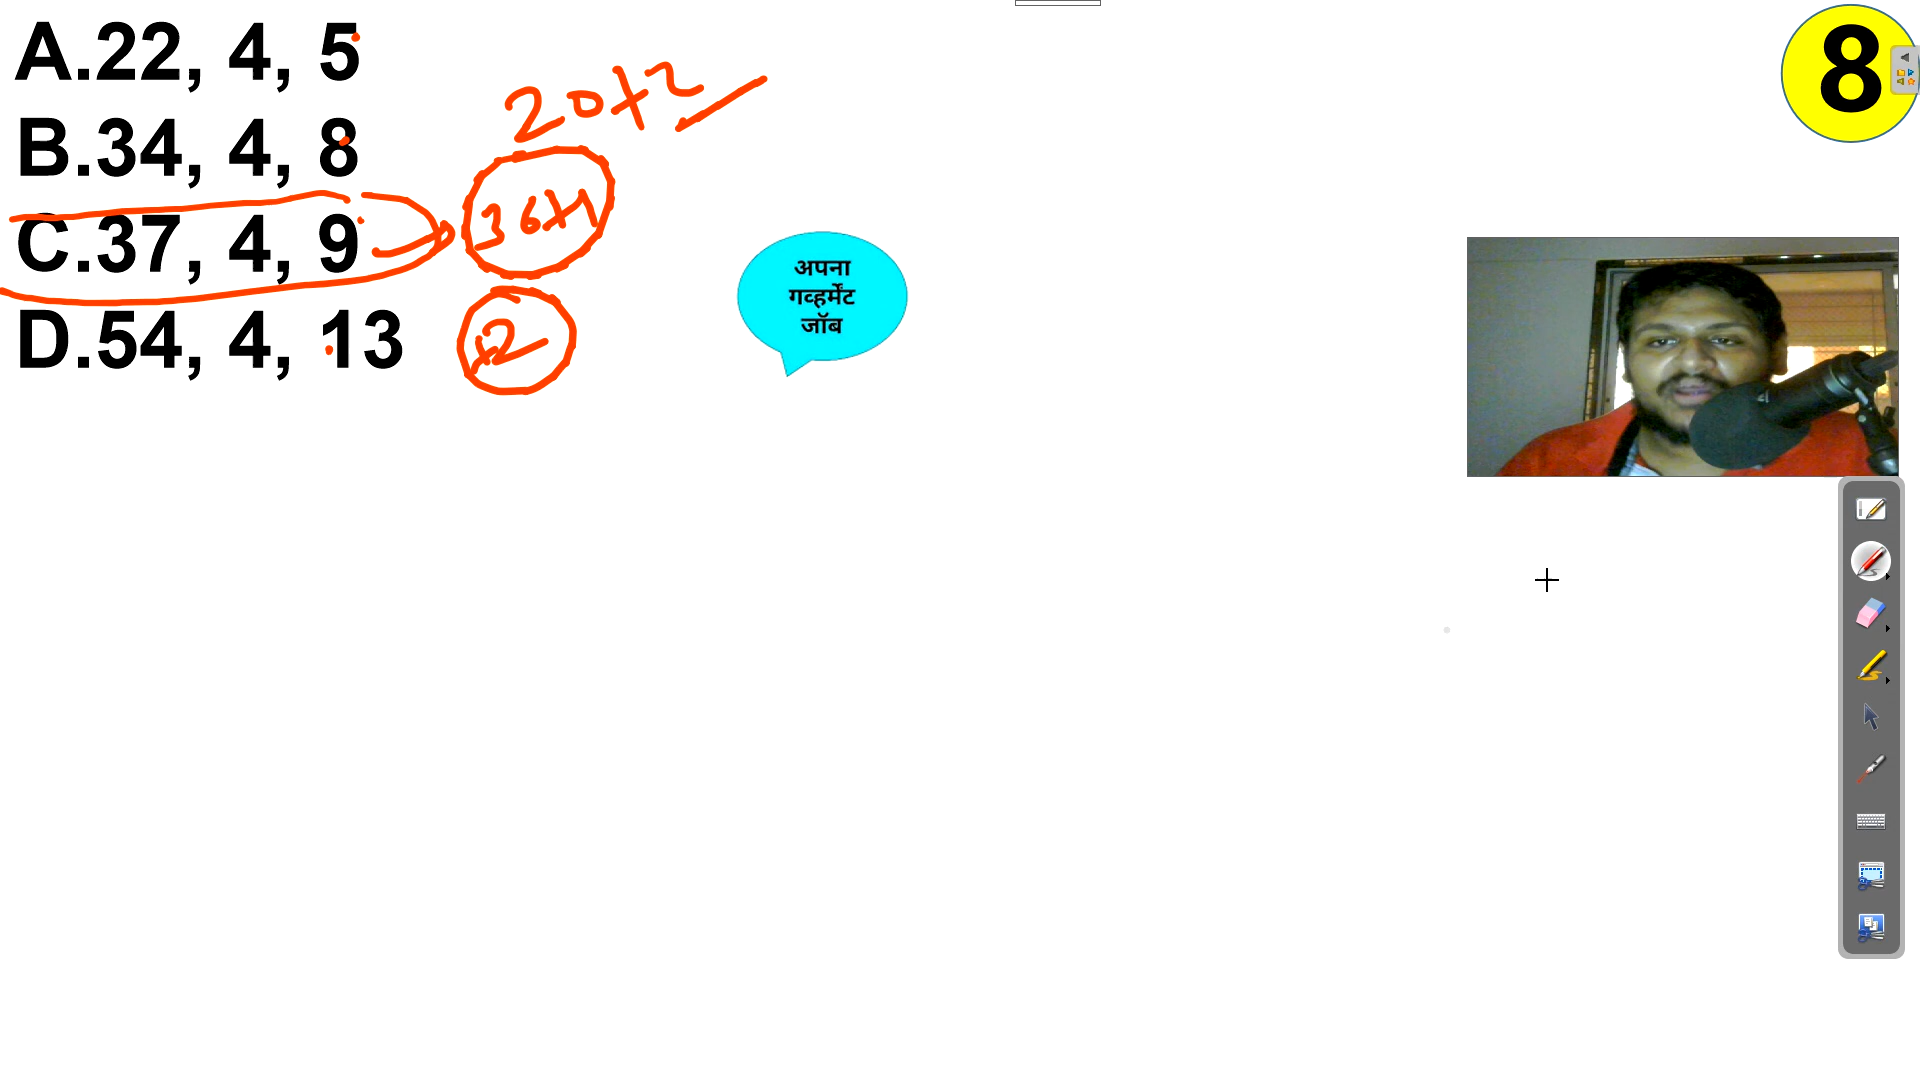 A.22, 4, 5
B.34, 4, 8
C.37, 4, 9
D.54, 4, 13
20+2
36+1
+2
अपना
गव्हर्मेंट
जॉब
8